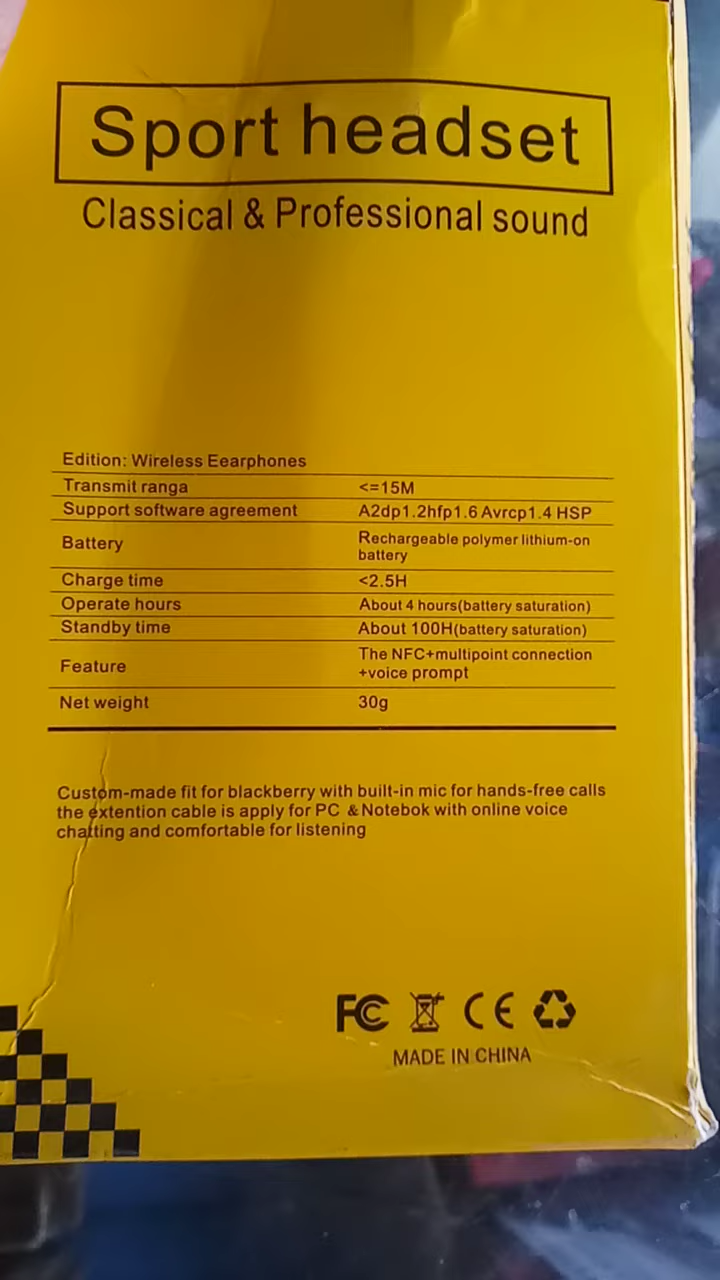 Sport headset
Classical & Professional sound
Edition: Wireless Eearphones
Transmit ranga <=15M
Support software agreement A2dp1.2hfp1.6 Avrcp1.4 HSP
Battery Rechargeable polymer lithium-on
battery
Charge time <2.5H
Operate hours About 4 hours(battery saturation)
Standby time About 100H(battery saturation)
Feature The NFC+multipoint connection
+voice prompt
Net weight 30g
Custom-made fit for blackberry with built-in mic for hands-free calls
the extention cable is apply for PC &Notebok with online voice
chatting and comfortable for listening
FC CE
MADE IN CHINA